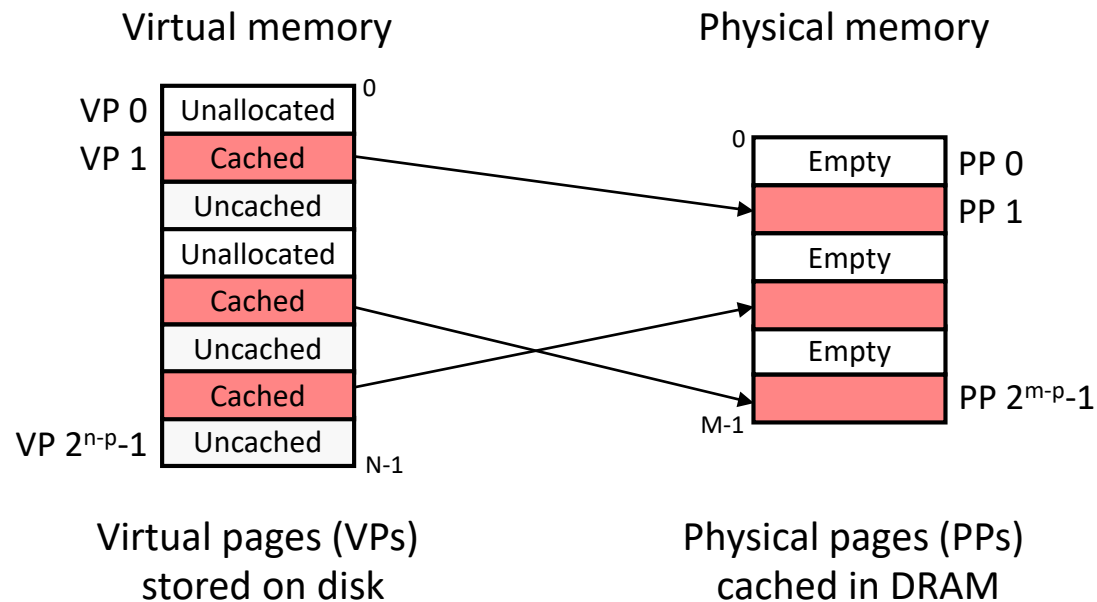 Virtual memory
Physical memory
0
VP 0
Unallocated
VP 1
Cached
Uncached
Unallocated
Cached
Uncached
Cached
VP 2ⁿ⁻ᵖ-1
Uncached
N-1
0
Empty
PP 0
PP 1
Empty
Empty
PP 2ᵐ⁻ᵖ-1
M-1
Virtual pages (VPs)
stored on disk
Physical pages (PPs)
cached in DRAM